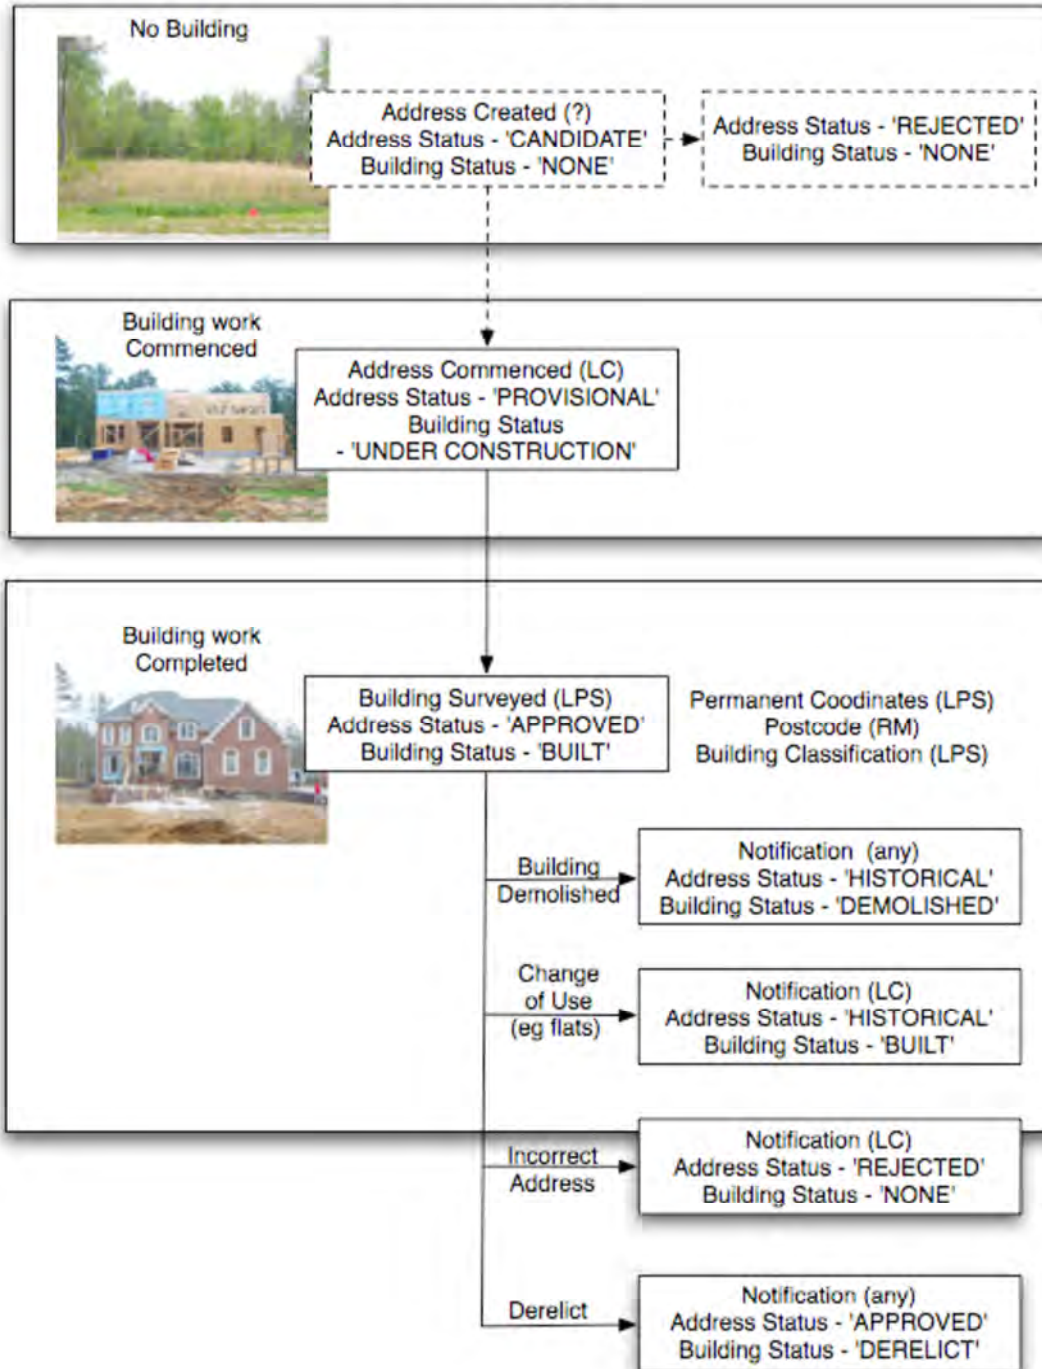 No Building
Address Created (?)
Address Status - 'CANDIDATE'
Building Status - 'NONE'
Address Status - 'REJECTED'
Building Status - 'NONE'
Building work
Commenced
Address Commenced (LC)
Address Status - 'PROVISIONAL'
Building Status
- 'UNDER CONSTRUCTION'
Building work
Completed
Building Surveyed (LPS)
Address Status - 'APPROVED'
Building Status - 'BUILT'
Permanent Coodinates (LPS)
Postcode (RM)
Building Classification (LPS)
Building
Demolished
Notification (any)
Address Status - 'HISTORICAL'
Building Status - 'DEMOLISHED'
Change
of Use
(eg flats)
Notification (LC)
Address Status - 'HISTORICAL'
Building Status - 'BUILT'
Incorrect
Address
Notification (LC)
Address Status - 'REJECTED'
Building Status - 'NONE'
Derelict
Notification (any)
Address Status - 'APPROVED'
Building Status - 'DERELICT'